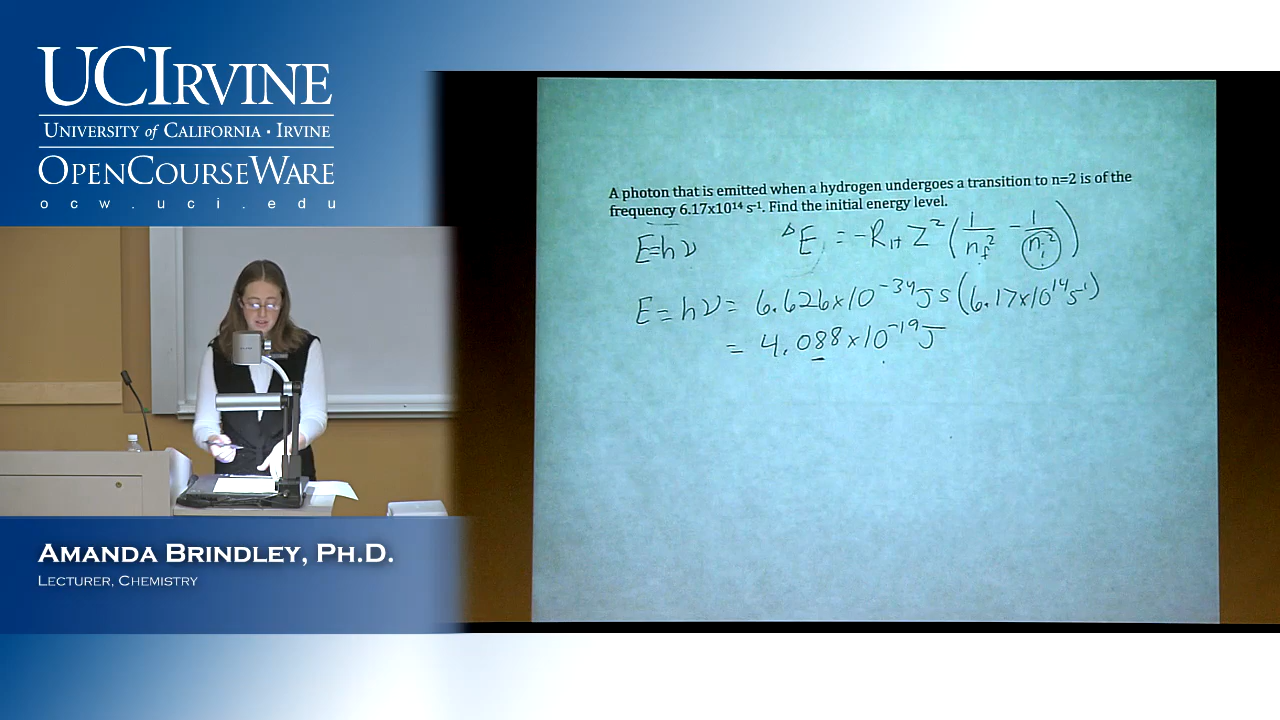 UCIRVINE
UNIVERSITY of CALIFORNIA · IRVINE
OPENCOURSEWARE
ocw.uci.edu
AMANDA BRINDLEY, PH.D.
LECTURER, CHEMISTRY
A photon that is emitted when a hydrogen undergoes a transition to n=2 is of the
frequency 6.17x10¹⁴ s⁻¹. Find the initial energy level.
E=hν ΔE = -R_H Z² (1/n_f² - 1/n_i²)
E = hν = 6.626x10⁻³⁴ Js (6.17x10¹⁴ s⁻¹)
= 4.088x10⁻¹⁹ J